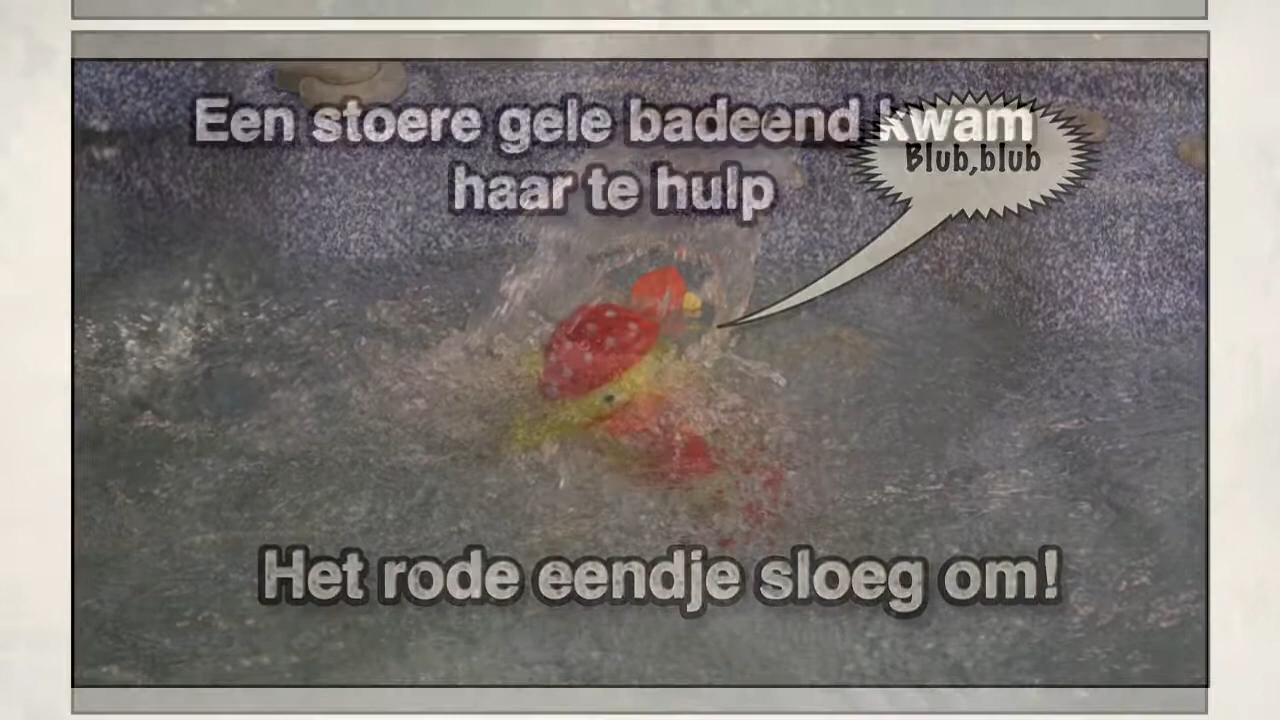 Een stoere gele badeend kwam
haar te hulp
Blub,blub
Het rode eendje sloeg om!